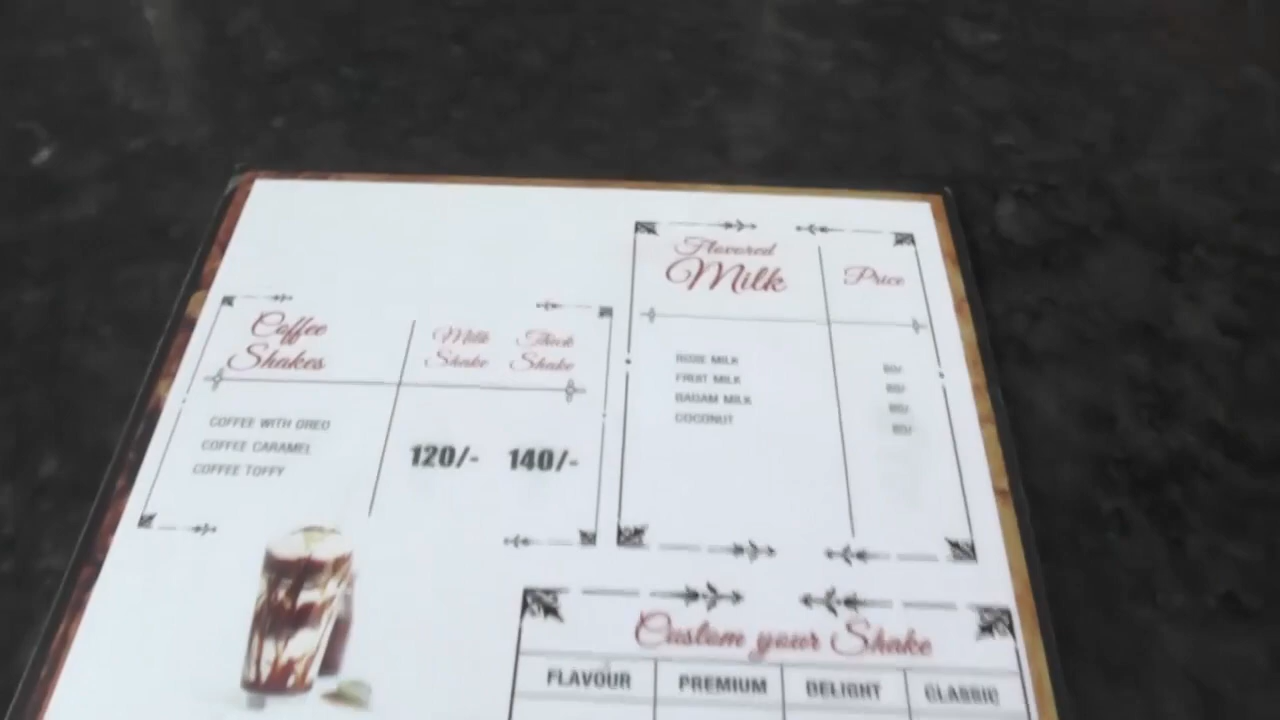 Coffee
Shakes
Milk
Shake
Thick
Shake
COFFEE WITH OREO
COFFEE CARAMEL
COFFEE TOFFY
120/- 140/-
Flavored
Milk
Price
ROSE MILK
FRUIT MILK
BADAM MILK
COCONUT
Custom your Shake
FLAVOUR PREMIUM DELIGHT CLASSIC